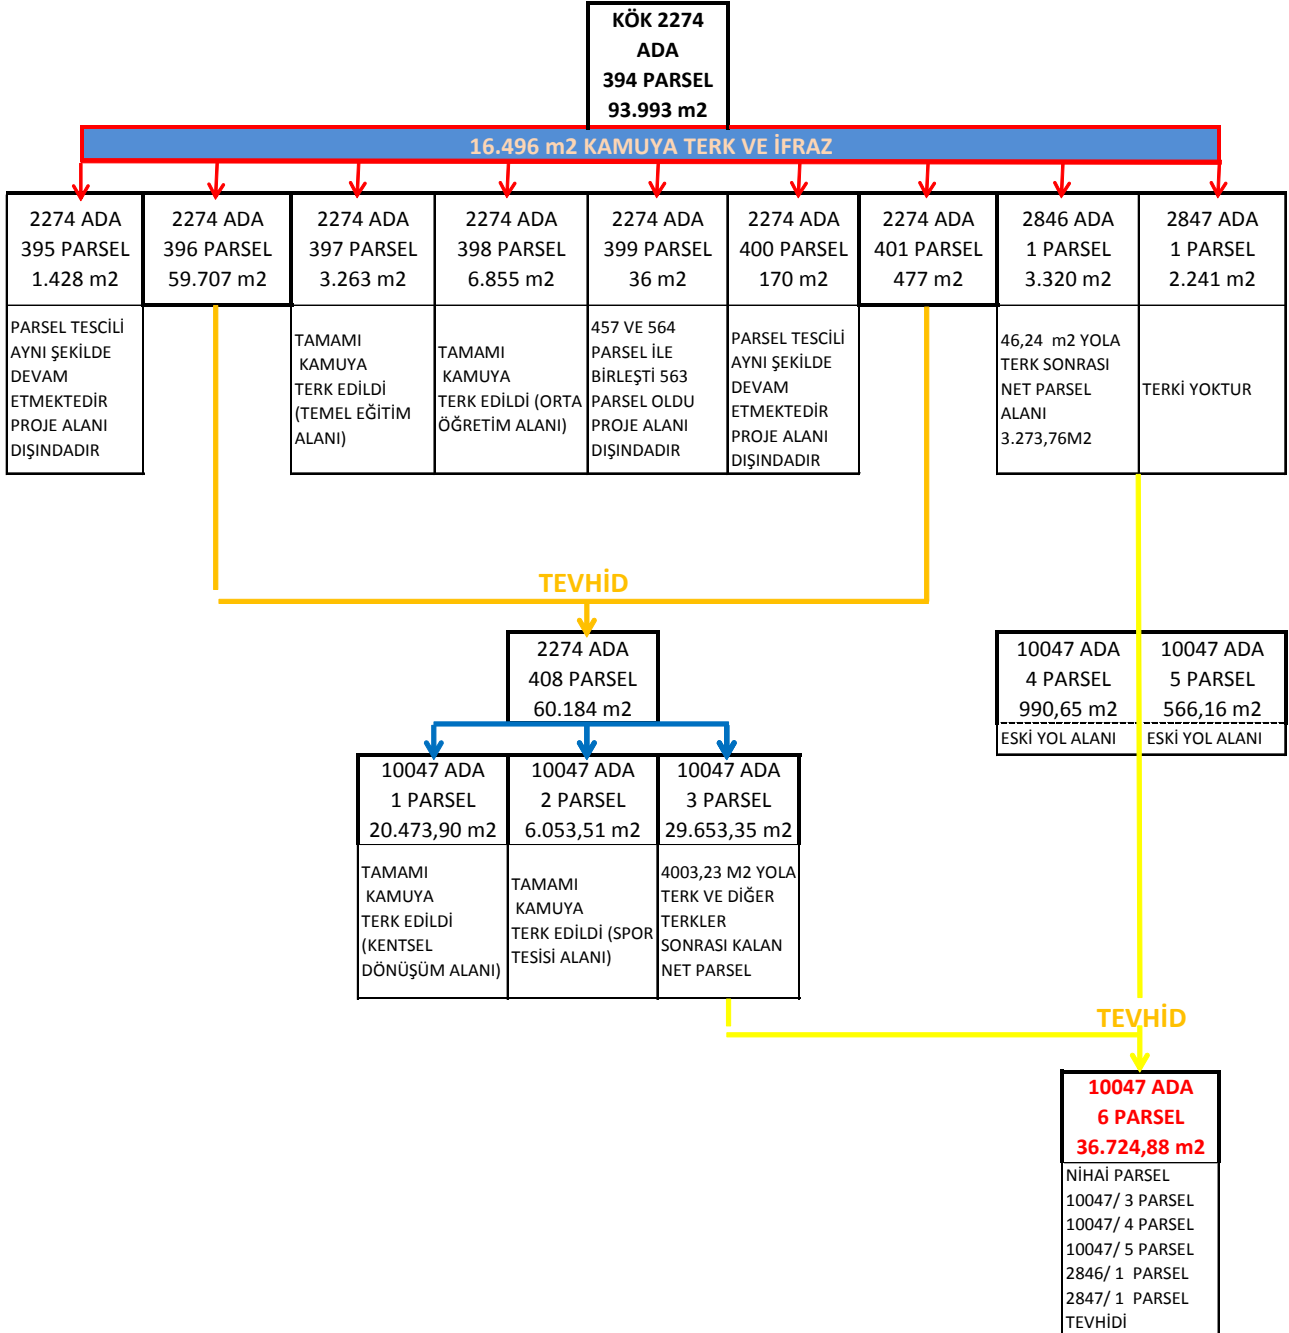 KÖK 2274
ADA
394 PARSEL
93.993 m2
16.496 m2 KAMUYA TERK VE İFRAZ
2274 ADA
395 PARSEL
1.428 m2
PARSEL TESCİLİ
AYNI ŞEKİLDE
DEVAM
ETMEKTEDİR
PROJE ALANI
DIŞINDADIR
2274 ADA
396 PARSEL
59.707 m2
2274 ADA
397 PARSEL
3.263 m2
TAMAMI
KAMUYA
TERK EDİLDİ
(TEMEL EĞİTİM
ALANI)
2274 ADA
398 PARSEL
6.855 m2
TAMAMI
KAMUYA
TERK EDİLDİ (ORTA
ÖĞRETİM ALANI)
2274 ADA
399 PARSEL
36 m2
457 VE 564
PARSEL İLE
BİRLEŞTİ 563
PARSEL OLDU
PROJE ALANI
DIŞINDADIR
2274 ADA
400 PARSEL
170 m2
PARSEL TESCİLİ
AYNI ŞEKİLDE
DEVAM
ETMEKTEDİR
PROJE ALANI
DIŞINDADIR
2274 ADA
401 PARSEL
477 m2
2846 ADA
1 PARSEL
3.320 m2
46,24 m2 YOLA
TERK SONRASI
NET PARSEL
ALANI
3.273,76M2
2847 ADA
1 PARSEL
2.241 m2
TERKİ YOKTUR
TEVHİD
2274 ADA
408 PARSEL
60.184 m2
10047 ADA
4 PARSEL
990,65 m2
ESKİ YOL ALANI
10047 ADA
5 PARSEL
566,16 m2
ESKİ YOL ALANI
10047 ADA
1 PARSEL
20.473,90 m2
TAMAMI
KAMUYA
TERK EDİLDİ
(KENTSEL
DÖNÜŞÜM ALANI)
10047 ADA
2 PARSEL
6.053,51 m2
TAMAMI
KAMUYA
TERK EDİLDİ (SPOR
TESİSİ ALANI)
10047 ADA
3 PARSEL
29.653,35 m2
4003,23 M2 YOLA
TERK VE DİĞER
TERKLER
SONRASI KALAN
NET PARSEL
TEVHİD
10047 ADA
6 PARSEL
36.724,88 m2
NİHAİ PARSEL
10047/ 3 PARSEL
10047/ 4 PARSEL
10047/ 5 PARSEL
2846/ 1 PARSEL
2847/ 1 PARSEL
TEVHİDİ